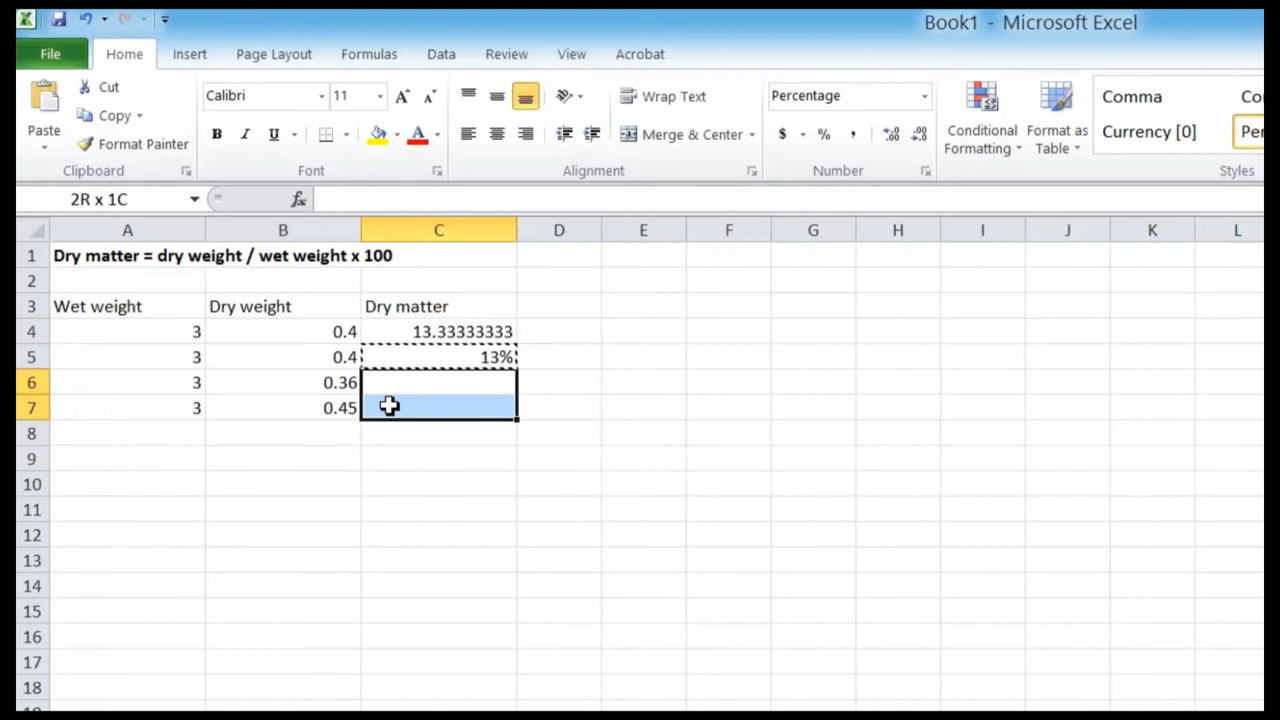 Book1 - Microsoft Excel
File Home Insert Page Layout Formulas Data Review View Acrobat
Paste
Cut
Copy
Format Painter
Clipboard
Calibri 11
B I U
Font
Wrap Text
Merge & Center
Alignment
Percentage
$ % ,
Number
Conditional Formatting
Format as Table
Comma Co
Currency [0] Per
Styles
2R x 1C fx
A B C D E F G H I J K L
1 Dry matter = dry weight / wet weight x 100
2
3 Wet weight Dry weight Dry matter
4 3 0.4 13.33333333
5 3 0.4 13%
6 3 0.36
7 3 0.45
8
9
10
11
12
13
14
15
16
17
18